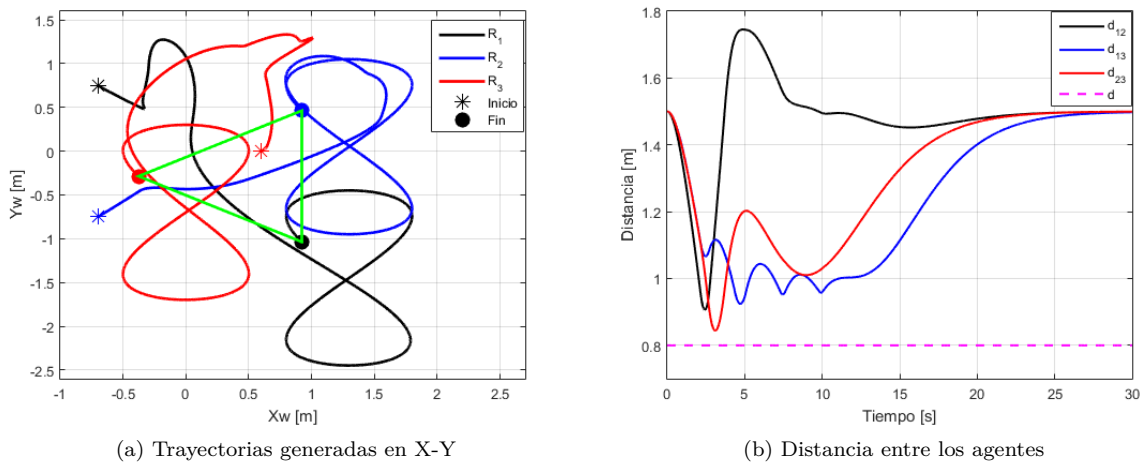 1.5
1
0.5
0
-0.5
-1
-1.5
-2
-2.5
Yw [m]
-1 -0.5 0 0.5 1 1.5 2 2.5
Xw [m]
R1
R2
R3
Inicio
Fin
(a) Trayectorias generadas en X-Y
1.8
1.6
1.4
1.2
1
0.8
Distancia [m]
0 5 10 15 20 25 30
Tiempo [s]
d12
d13
d23
d
(b) Distancia entre los agentes